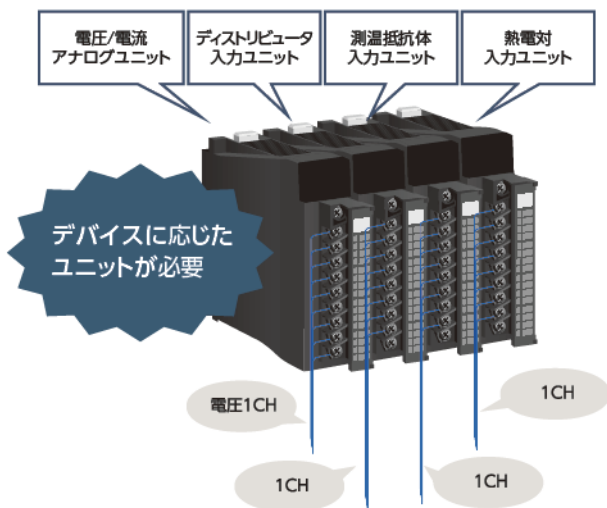 電圧/電流
アナログユニット
ディストリビュータ
入力ユニット
測温抵抗体
入力ユニット
熱電対
入力ユニット
デバイスに応じた
ユニットが必要
電圧1CH
1CH
1CH
1CH